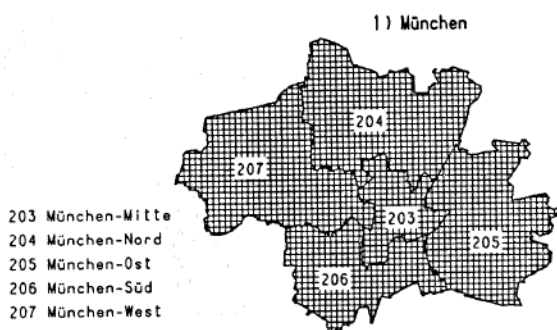 1) München
204
207
203
205
206
203 München-Mitte
204 München-Nord
205 München-Ost
206 München-Süd
207 München-West